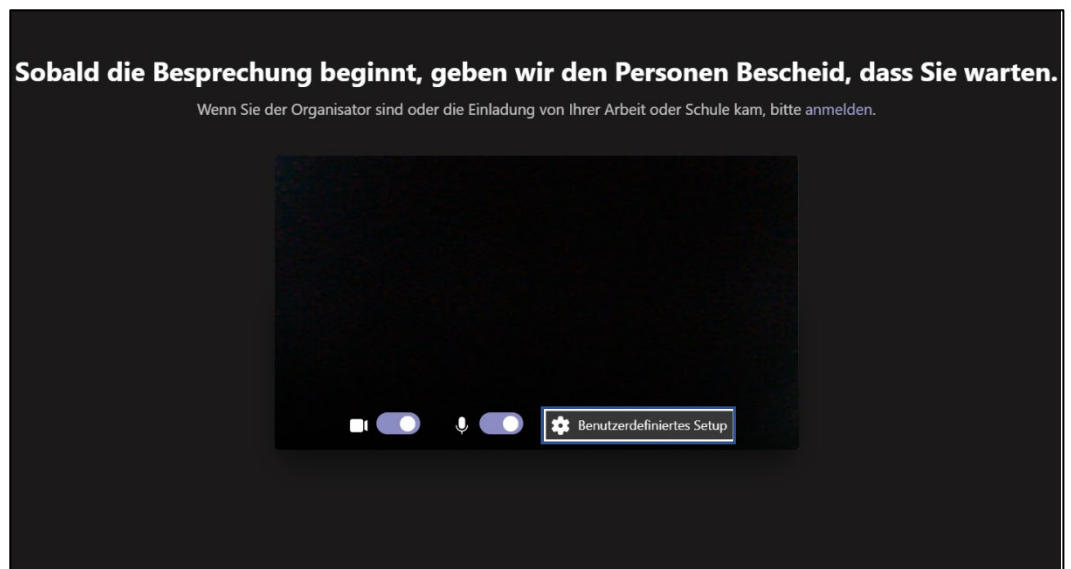 Sobald die Besprechung beginnt, geben wir den Personen Bescheid, dass Sie warten.
Wenn Sie der Organisator sind oder die Einladung von Ihrer Arbeit oder Schule kam, bitte anmelden.
Benutzerdefiniertes Setup